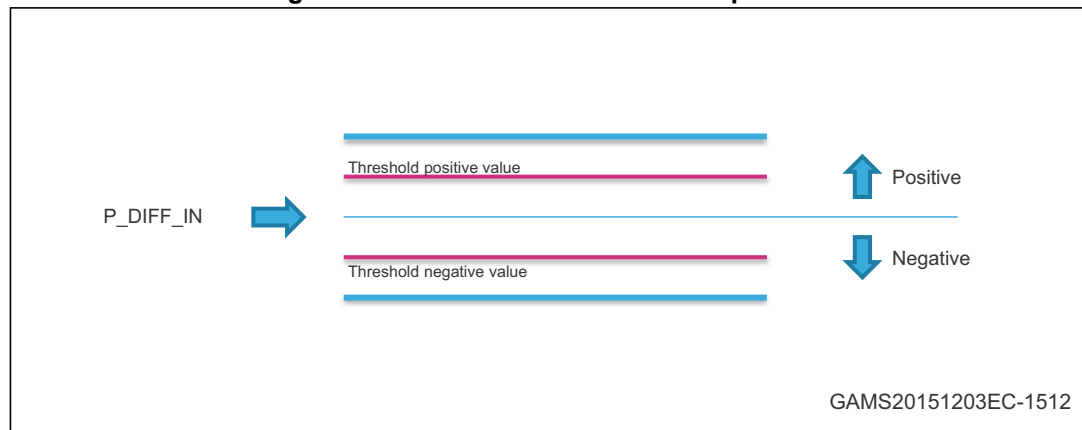 Threshold positive value
Positive
P_DIFF_IN
Negative
Threshold negative value
GAMS20151203EC-1512